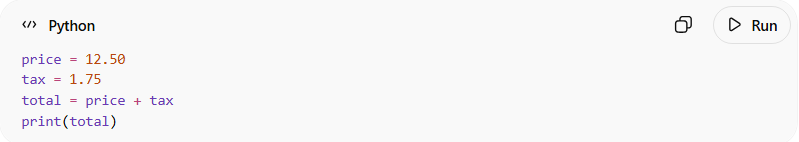 Python
Run
price = 12.50
tax = 1.75
total = price + tax
print(total)